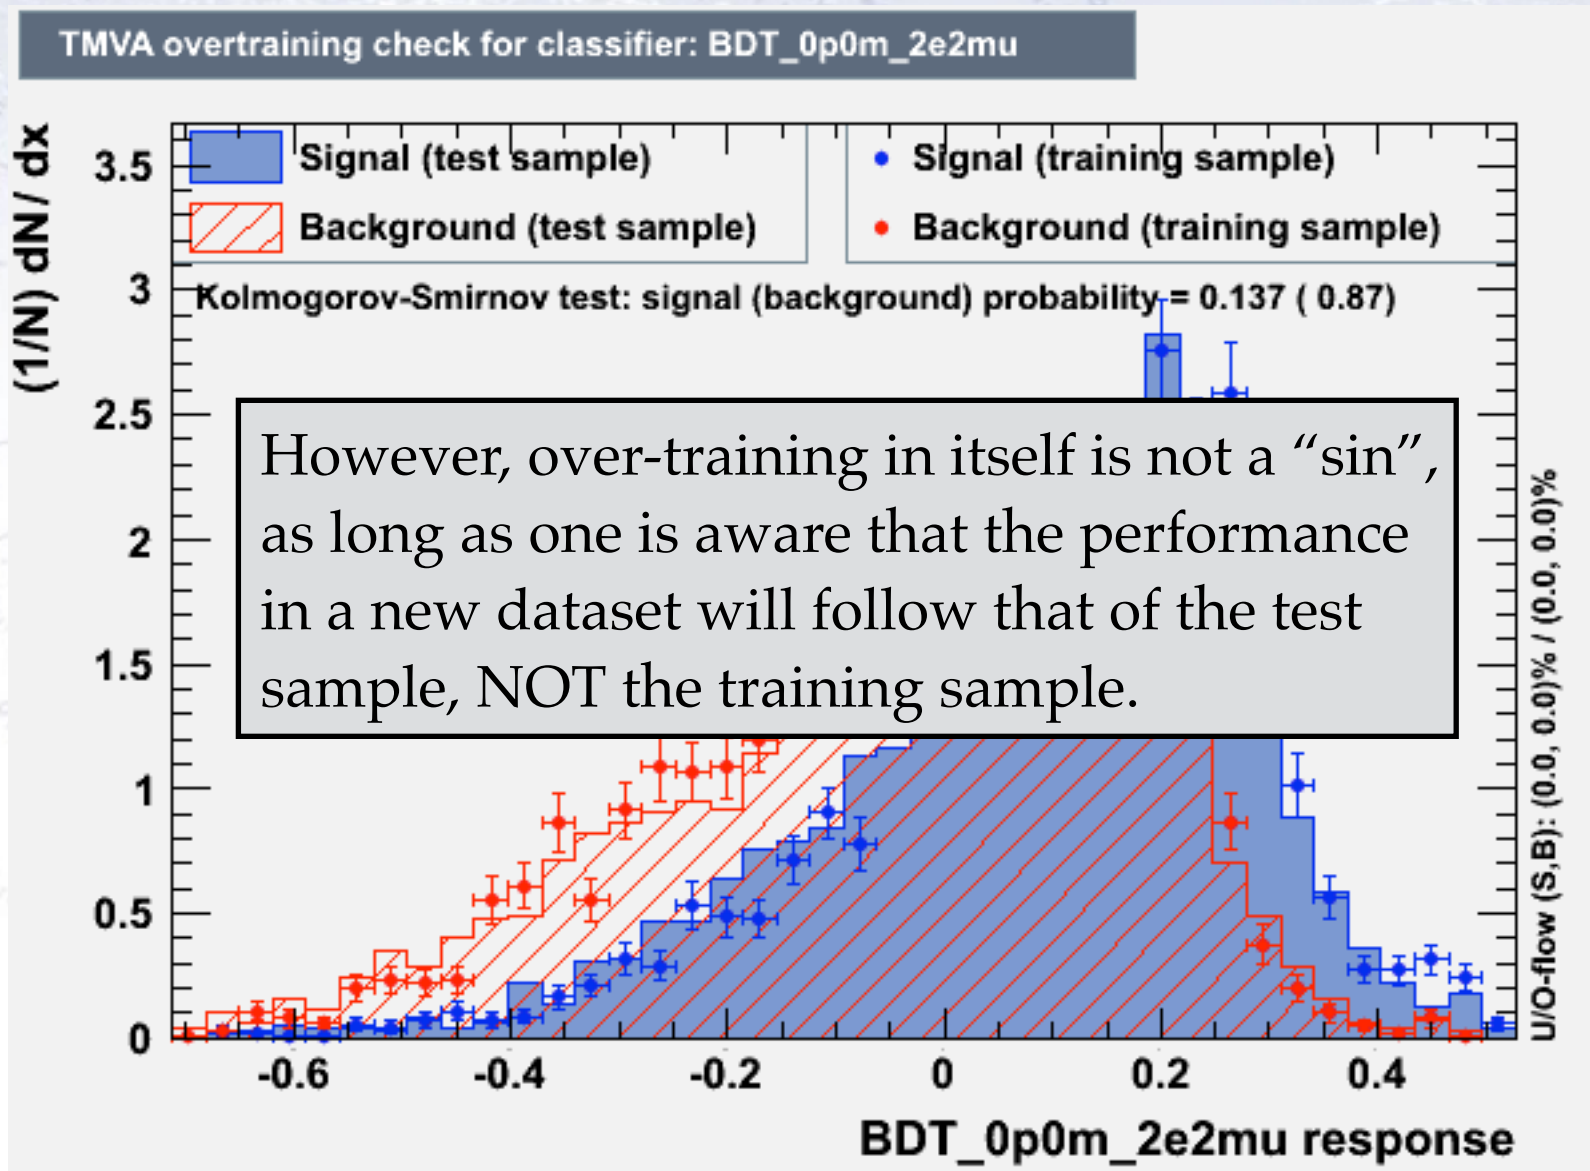 TMVA overtraining check for classifier: BDT_0p0m_2e2mu
(1/N) dN / dx
Signal (test sample)
Background (test sample)
Signal (training sample)
Background (training sample)
Kolmogorov-Smirnov test: signal (background) probability = 0.137 ( 0.87)
3.5
3
2.5
2
1.5
1
0.5
0
However, over-training in itself is not a “sin”,
as long as one is aware that the performance
in a new dataset will follow that of the test
sample, NOT the training sample.
U/O-flow (S,B): (0.0, 0.0)% / (0.0, 0.0)%
-0.6 -0.4 -0.2 0 0.2 0.4
BDT_0p0m_2e2mu response